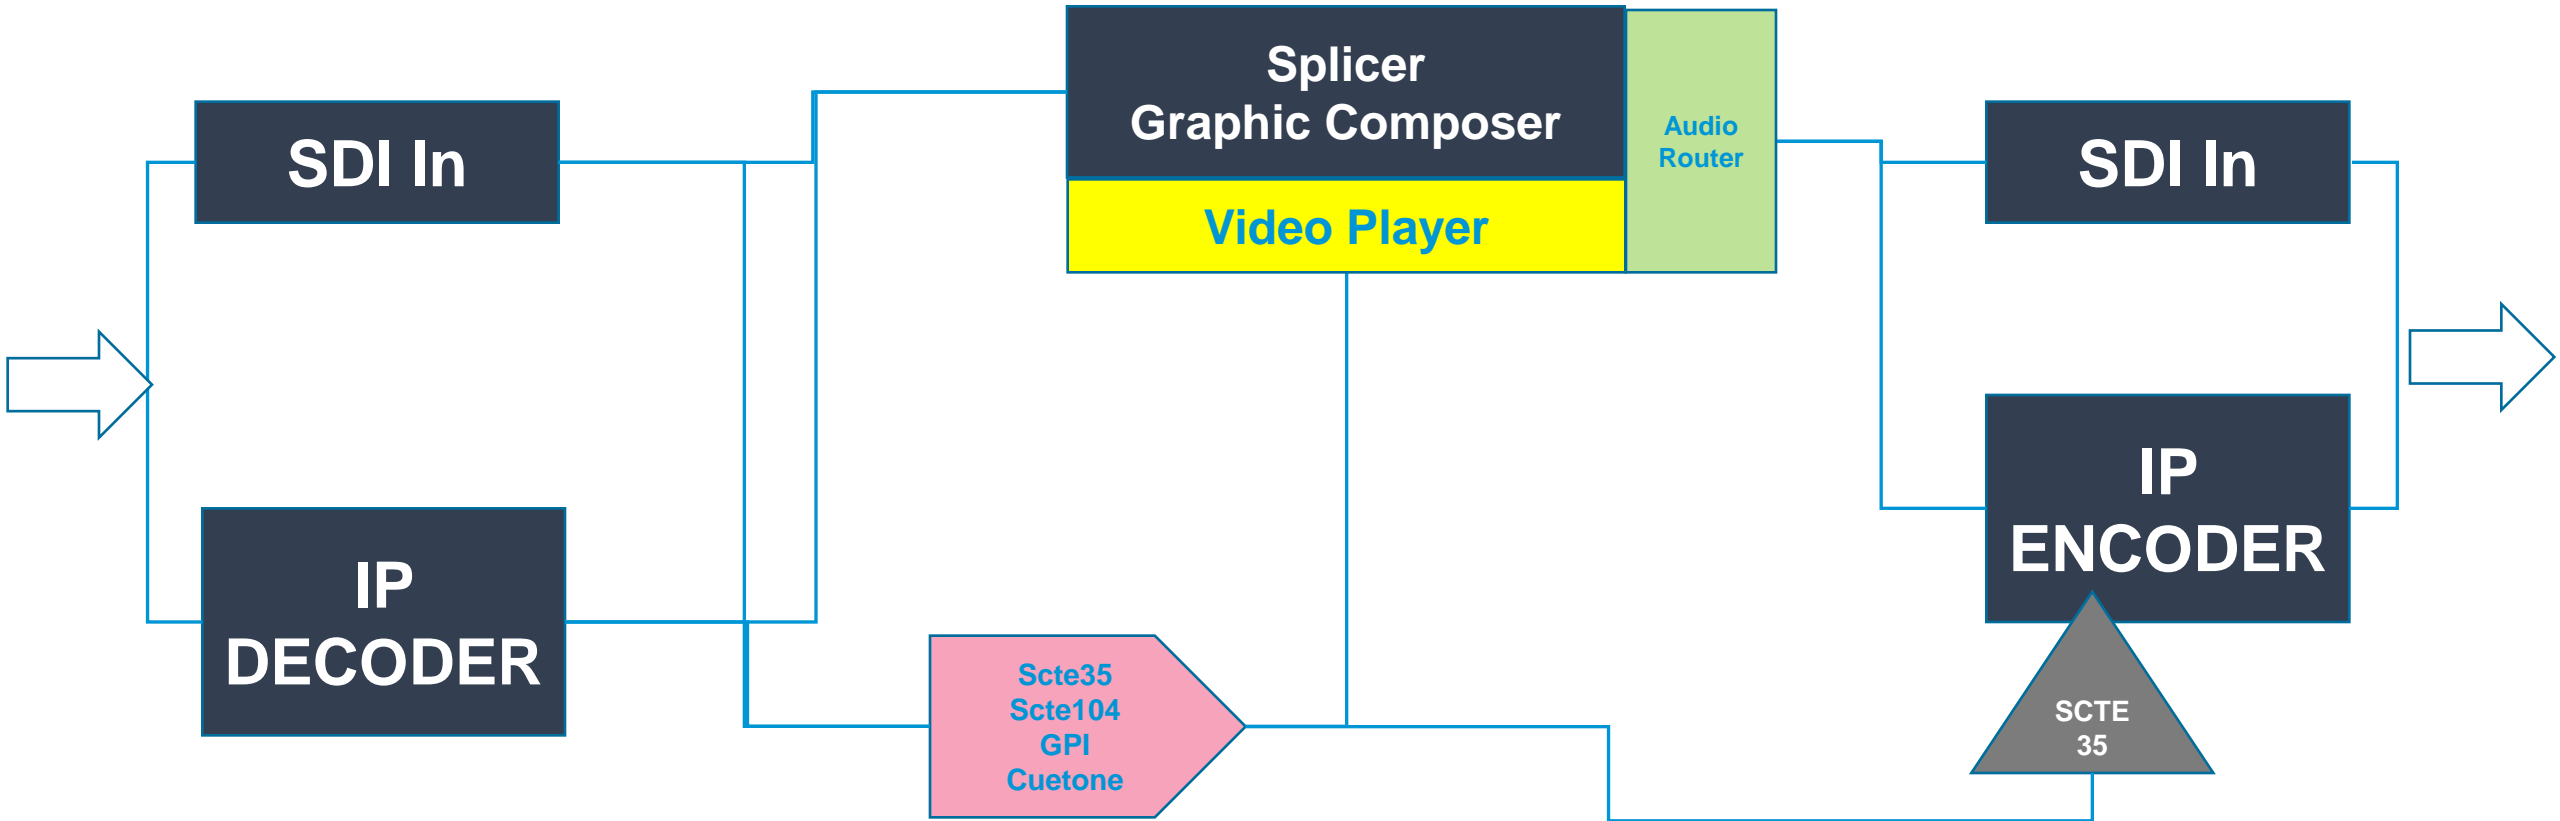 SDI In
IP
DECODER
Splicer
Graphic Composer
Video Player
Audio
Router
Scte35
Scte104
GPI
Cuetone
SDI In
IP
ENCODER
SCTE
35